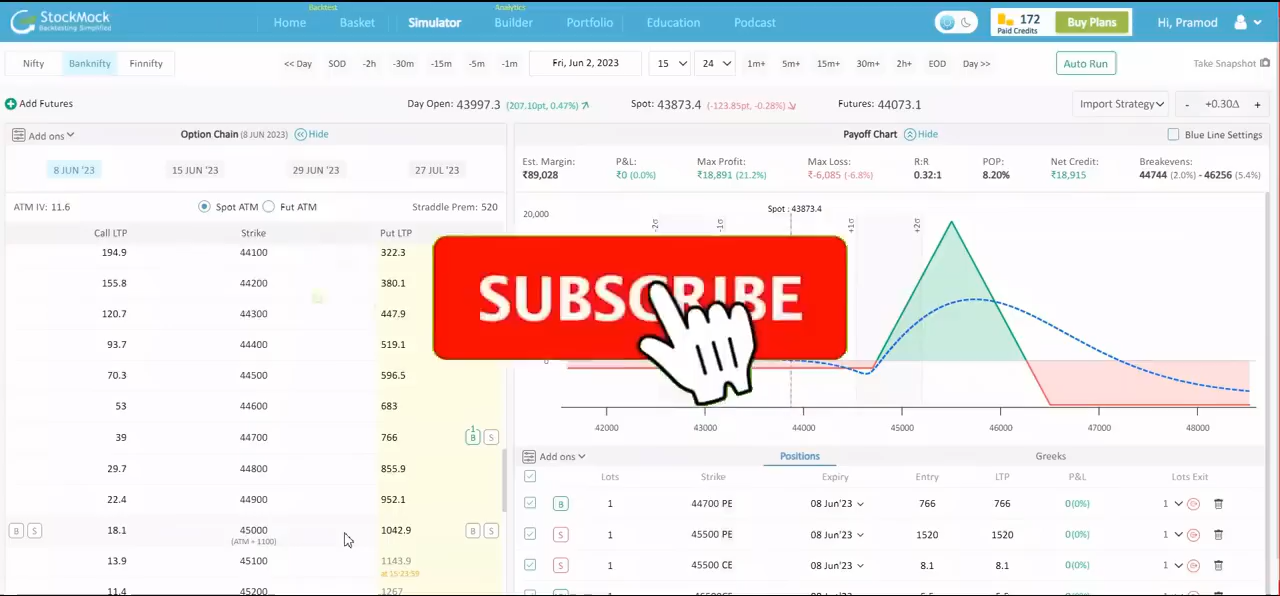 StockMock
Backtesting Simplified
Backtest
Analytics
Home Basket Simulator Builder Portfolio Education Podcast
172
Paid Credits
Buy Plans
Hi, Pramod
Nifty Banknifty Finnifty
<< Day SOD -2h -30m -15m -5m -1m Fri, Jun 2, 2023 15 24 1m+ 5m+ 15m+ 30m+ 2h+ EOD Day >>
Auto Run
Take Snapshot
Add Futures
Day Open: 43997.3 (207.10pt, 0.47%)
Spot: 43873.4 (-123.85pt, -0.28%)
Futures: 44073.1
Import Strategy
- +0.30Δ +
Add ons
Option Chain (8 JUN 2023) Hide
Payoff Chart Hide
Blue Line Settings
8 JUN '23 15 JUN '23 29 JUN '23 27 JUL '23
Est. Margin: P&L: Max Profit: Max Loss: R:R POP: Net Credit: Breakevens:
₹89,028 ₹0 (0.0%) ₹18,891 (21.2%) ₹-6,085 (-6.8%) 0.32:1 8.20% ₹18,915 44744 (2.0%) - 46256 (5.4%)
ATM IV: 11.6
Spot ATM Fut ATM
Straddle Prem: 520
Call LTP Strike Put LTP
194.9 44100 322.3
155.8 44200 380.1
120.7 44300 447.9
93.7 44400 519.1
70.3 44500 596.5
53 44600 683
39 44700 766 1 B S
29.7 44800 855.9
22.4 44900 952.1
B S 18.1 45000 1042.9 B S
(ATM + 1100)
13.9 45100 1143.9
at 15:21:59
11.4 45200 1267
20,000
Spot : 43873.4
-2σ -1σ +1σ +2σ
SUBSCRIBE
0
42000 43000 44000 45000 46000 47000 48000
Add ons
Positions Greeks
Lots Strike Expiry Entry LTP P&L Lots Exit
B 1 44700 PE 08 Jun'23 766 766 0(0%) 1
S 1 45500 PE 08 Jun'23 1520 1520 0(0%) 1
S 1 45500 CE 08 Jun'23 8.1 8.1 0(0%) 1